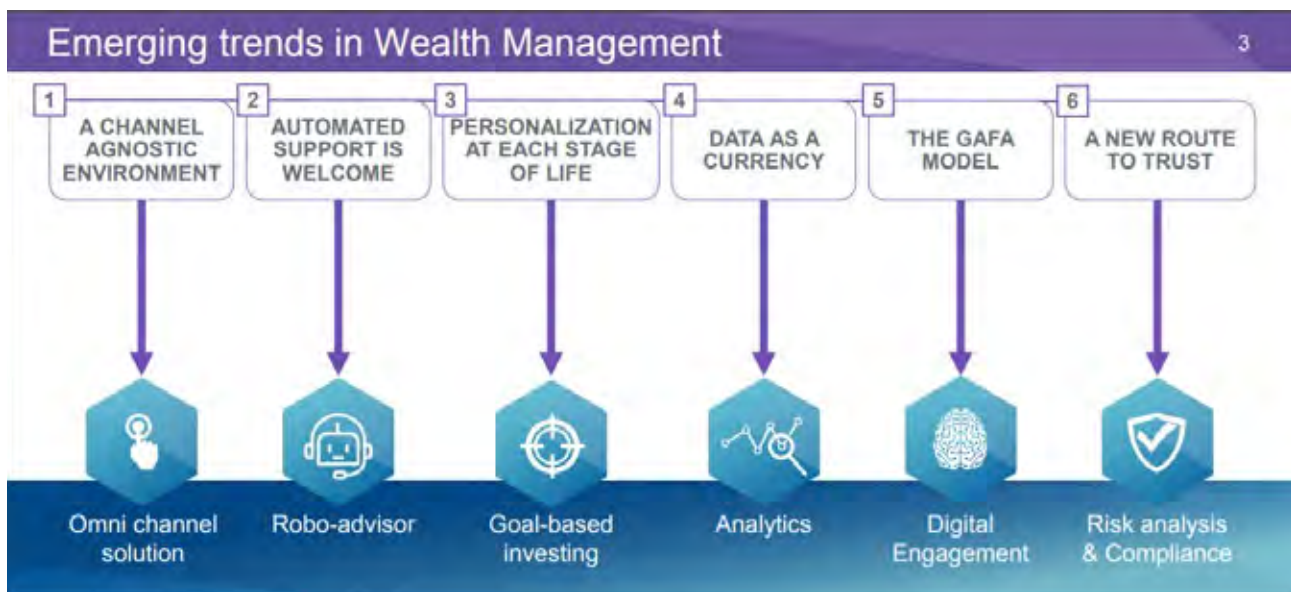 Emerging trends in Wealth Management
3
1
A CHANNEL
AGNOSTIC
ENVIRONMENT
2
AUTOMATED
SUPPORT IS
WELCOME
3
PERSONALIZATION
AT EACH STAGE
OF LIFE
4
DATA AS A
CURRENCY
5
THE GAFA
MODEL
6
A NEW ROUTE
TO TRUST
Omni channel
solution
Robo-advisor
Goal-based
investing
Analytics
Digital
Engagement
Risk analysis
& Compliance